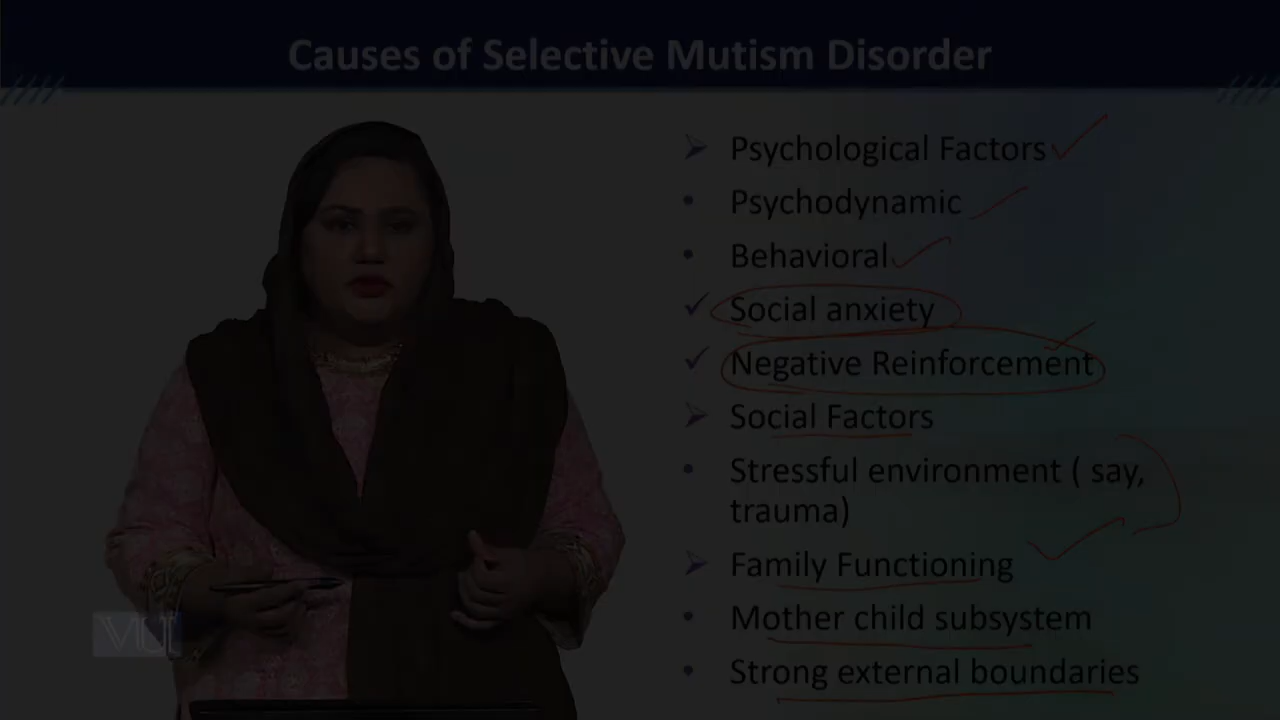 Causes of Selective Mutism Disorder
Psychological Factors
Psychodynamic
Behavioral
Social anxiety
Negative Reinforcement
Social Factors
Stressful environment ( say,
trauma)
Family Functioning
Mother child subsystem
Strong external boundaries
VU